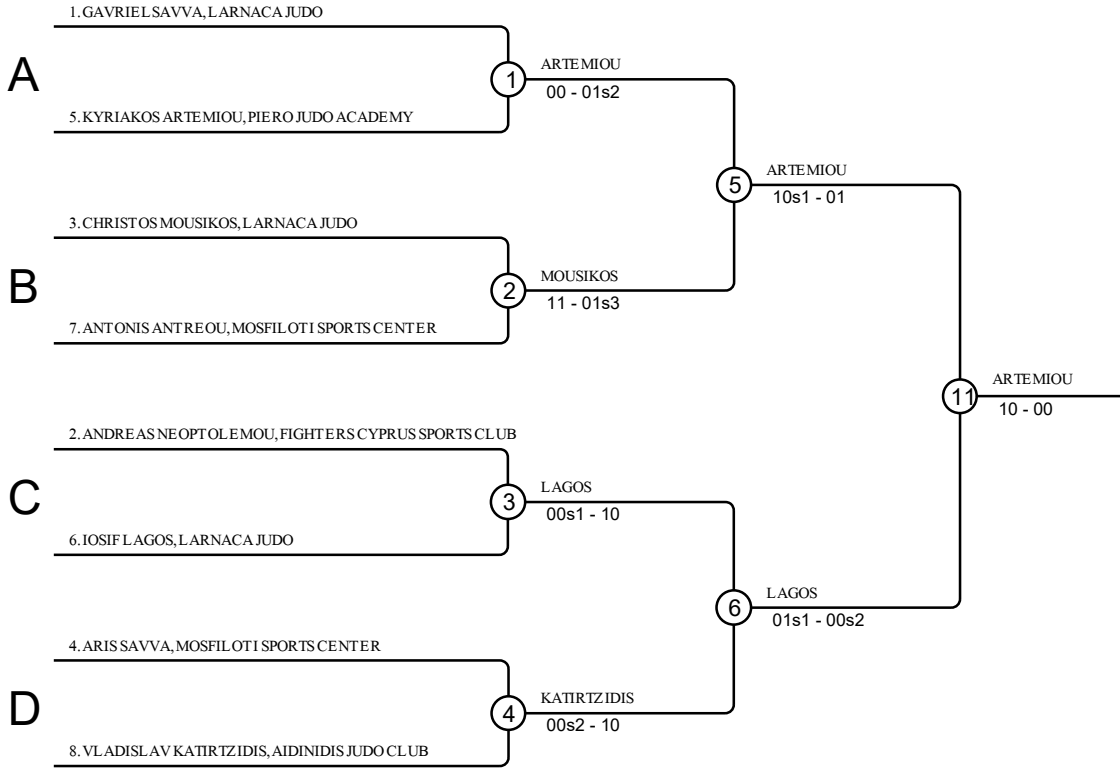 1. GAVRIEL SAVVA, LARNACA JUDO
A
1
ARTEMIOU
00 - 01s2
5. KYRIAKOS ARTEMIOU, PIERO JUDO ACADEMY
5
ARTEMIOU
10s1 - 01
3. CHRISTOS MOUSIKOS, LARNACA JUDO
B
2
MOUSIKOS
11 - 01s3
7. ANTONIS ANTREOU, MOSFILOTI SPORTS CENTER
11
ARTEMIOU
10 - 00
2. ANDREAS NEOPTOLEMOU, FIGHTERS CYPRUS SPORTS CLUB
C
3
LAGOS
00s1 - 10
6. IOSIF LAGOS, LARNACA JUDO
6
LAGOS
01s1 - 00s2
4. ARIS SAVVA, MOSFILOTI SPORTS CENTER
D
4
KATIRTZIDIS
00s2 - 10
8. VLADISLAV KATIRTZIDIS, AIDINIDIS JUDO CLUB